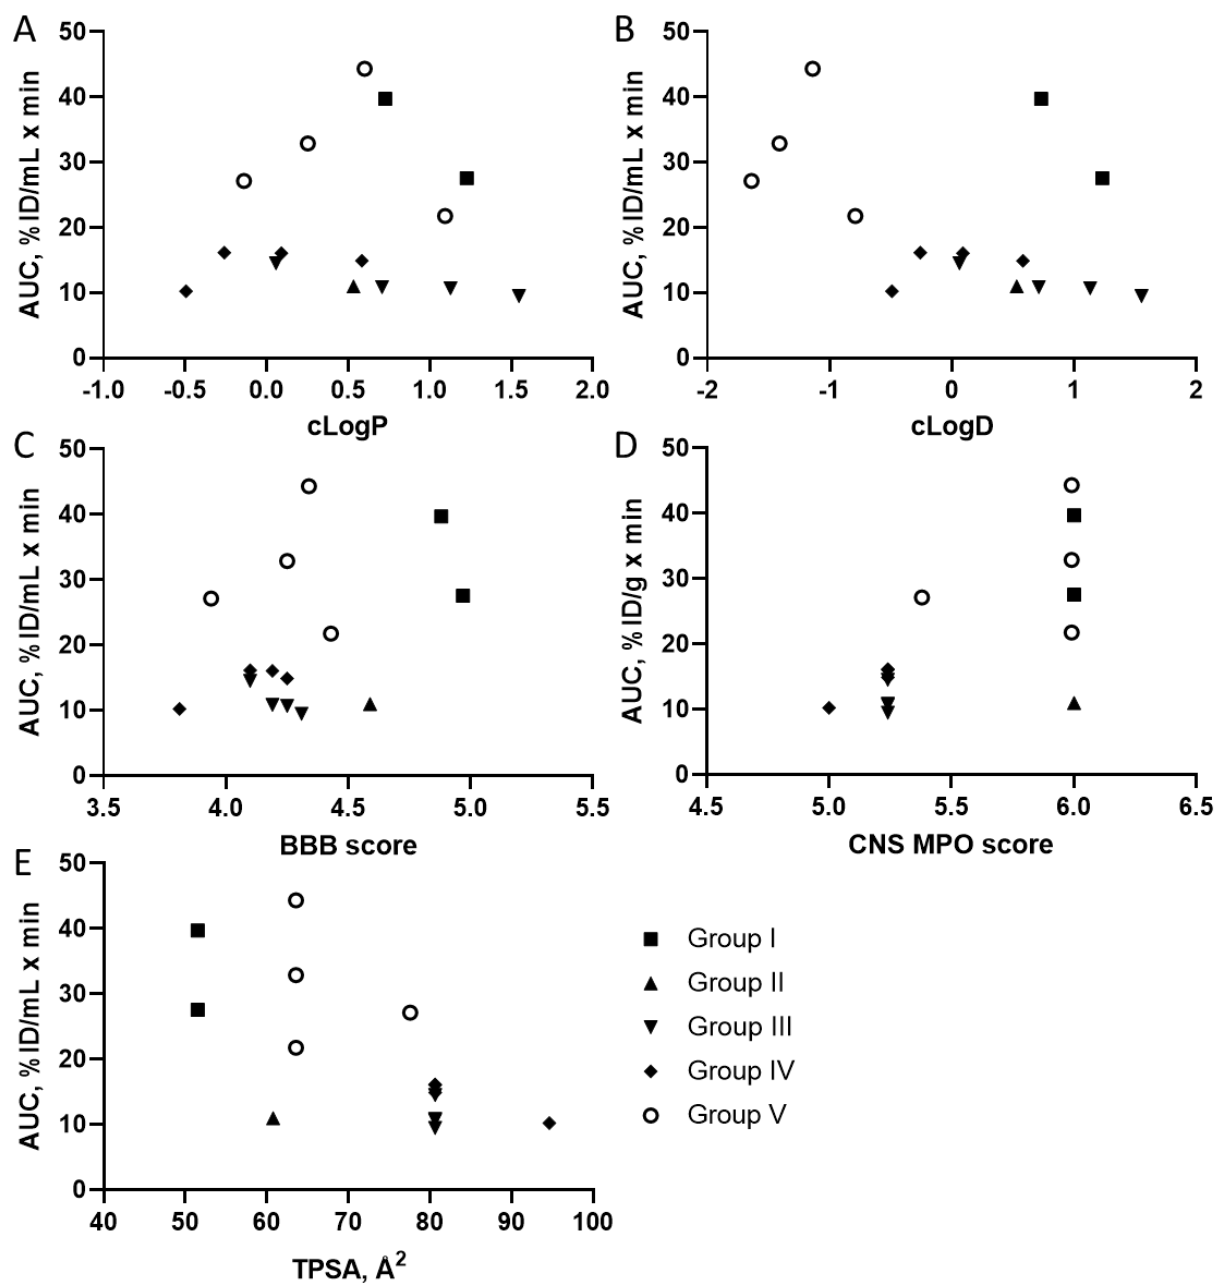 A
50
40
30
20
10
0
AUC, %ID/mL x min
-1.0 -0.5 0.0 0.5 1.0 1.5 2.0
cLogP
B
50
40
30
20
10
0
AUC, %ID/mL x min
-2 -1 0 1 2
cLogD
C
50
40
30
20
10
0
AUC, %ID/mL x min
3.5 4.0 4.5 5.0 5.5
BBB score
D
50
40
30
20
10
0
AUC, %ID/g x min
4.5 5.0 5.5 6.0 6.5
CNS MPO score
E
50
40
30
20
10
0
AUC, %ID/mL x min
40 50 60 70 80 90 100
TPSA, Å²
Group I
Group II
Group III
Group IV
Group V